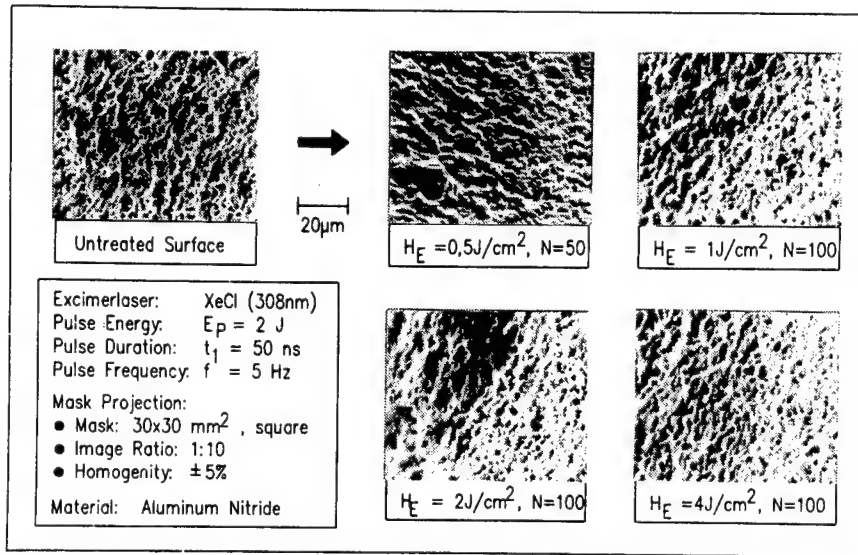 Untreated Surface
20µm
H_E =0,5J/cm², N=50
H_E = 1J/cm², N=100
Excimerlaser: XeCl (308nm)
Pulse Energy: E_P = 2 J
Pulse Duration: t_1 = 50 ns
Pulse Frequency: f = 5 Hz
Mask Projection:
● Mask: 30x30 mm² , square
● Image Ratio: 1:10
● Homogenity: ±5%
Material: Aluminum Nitride
H_E = 2J/cm², N=100
H_E =4J/cm², N=100